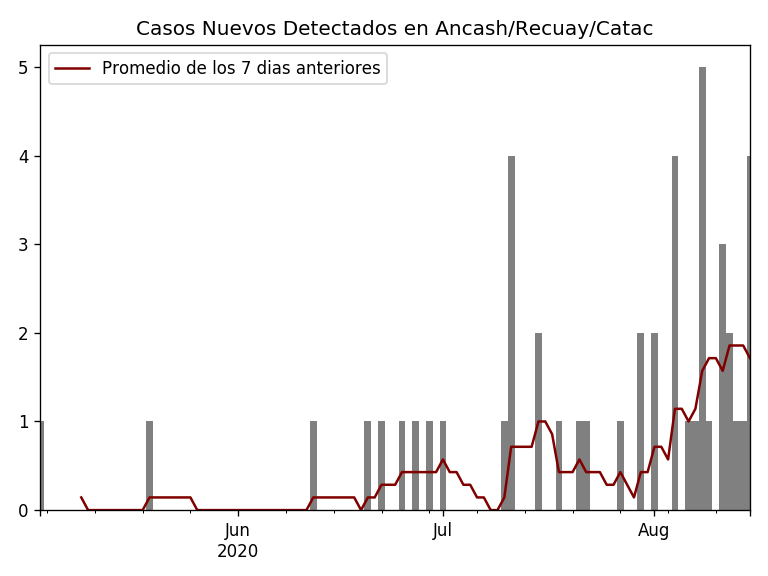 Casos Nuevos Detectados en Ancash/Recuay/Catac
Promedio de los 7 dias anteriores
5
4
3
2
1
0
Jun
2020
Jul
Aug